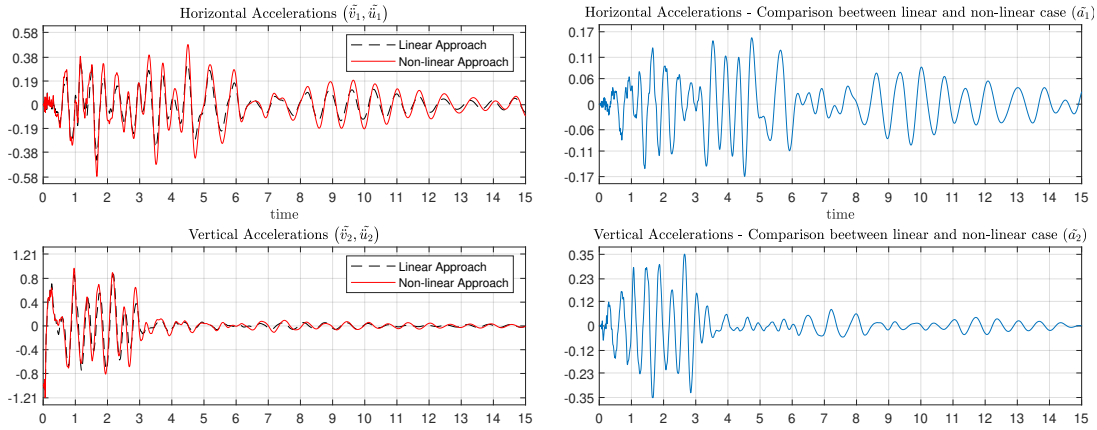 Horizontal Accelerations (ṽ̈₁, ũ̈₁)
0.58
0.38
0.19
0
-0.19
-0.38
-0.58
Linear Approach
Non-linear Approach
0 1 2 3 4 5 6 7 8 9 10 11 12 13 14 15
time
Horizontal Accelerations - Comparison beetween linear and non-linear case (ã₁)
0.17
0.11
0.06
0
-0.06
-0.11
-0.17
0 1 2 3 4 5 6 7 8 9 10 11 12 13 14 15
time
Vertical Accelerations (ṽ̈₂, ũ̈₂)
1.21
0.8
0.4
0
-0.4
-0.8
-1.21
Linear Approach
Non-linear Approach
0 1 2 3 4 5 6 7 8 9 10 11 12 13 14 15
Vertical Accelerations - Comparison beetween linear and non-linear case (ã₂)
0.35
0.23
0.12
0
-0.12
-0.23
-0.35
0 1 2 3 4 5 6 7 8 9 10 11 12 13 14 15